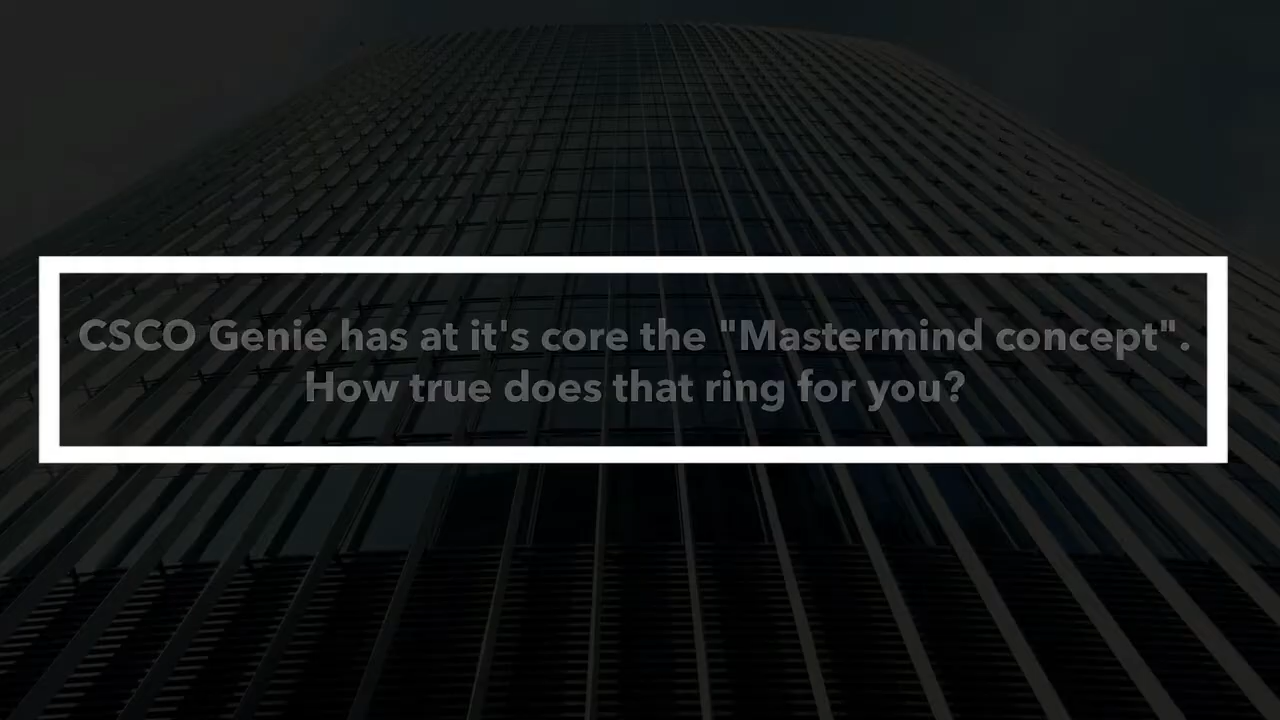 CSCO Genie has at it's core the "Mastermind concept".
How true does that ring for you?